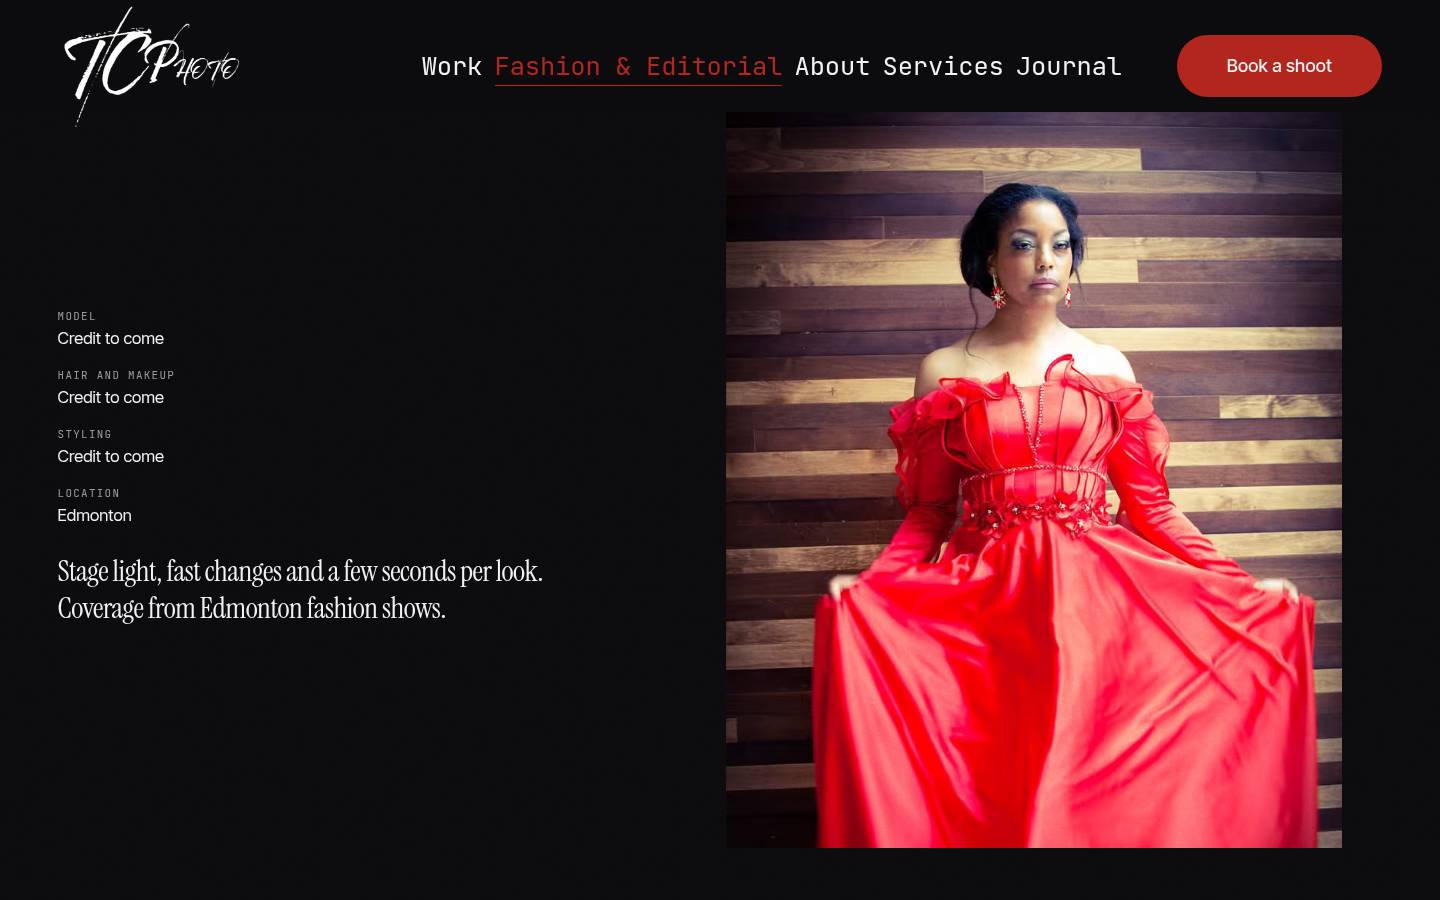 TCPhoto
Work Fashion & Editorial About Services Journal
Book a shoot
MODEL
Credit to come
HAIR AND MAKEUP
Credit to come
STYLING
Credit to come
LOCATION
Edmonton
Stage light, fast changes and a few seconds per look.
Coverage from Edmonton fashion shows.